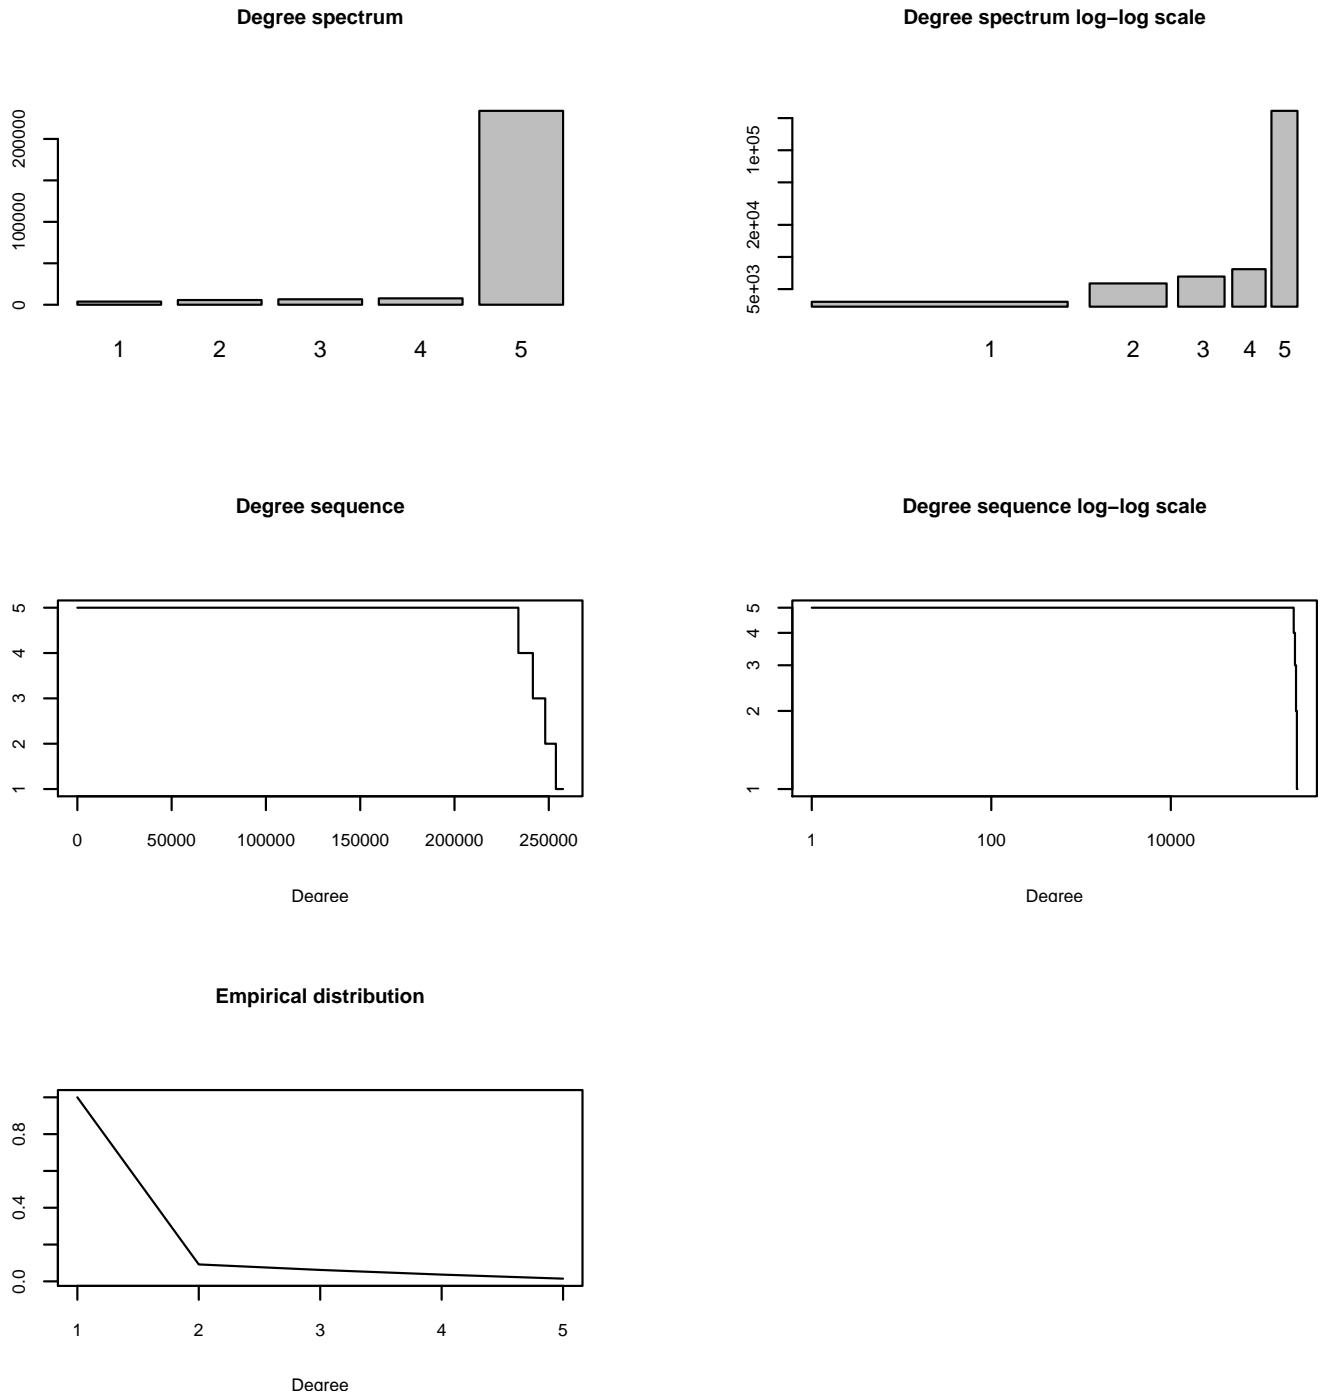 Degree spectrum
200000
100000
0
1 2 3 4 5
Degree spectrum log−log scale
1e+05
2e+04
5e+03
1 2 3 4 5
Degree sequence
5
4
3
2
1
0 50000 100000 150000 200000 250000
Degree
Degree sequence log−log scale
5
4
3
2
1
1 100 10000
Degree
Empirical distribution
0.8
0.4
0.0
1 2 3 4 5
Degree